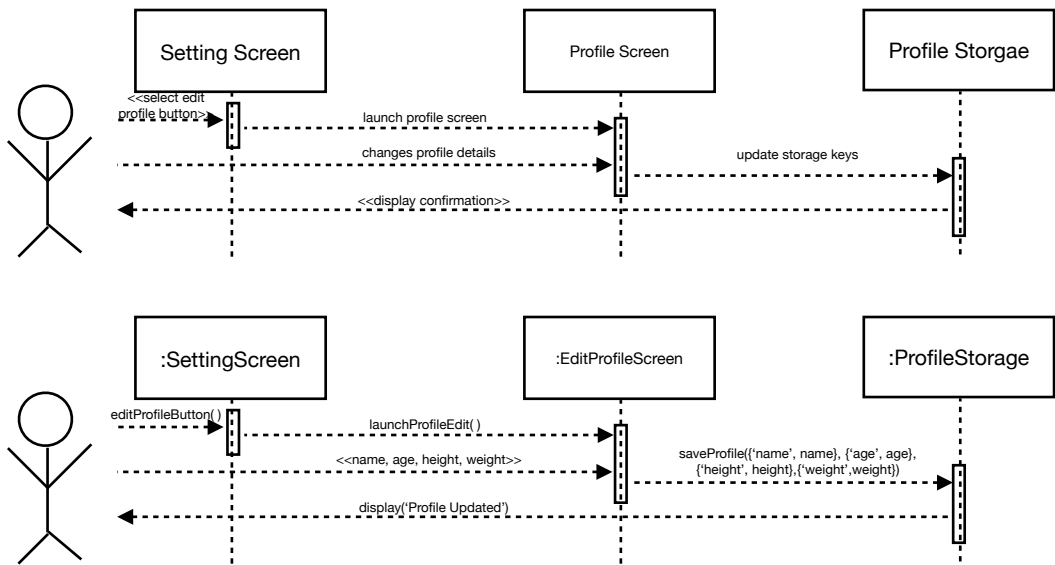 Setting Screen
Profile Screen
Profile Storgae
<<select edit
profile button>>
launch profile screen
changes profile details
update storage keys
<<display confirmation>>
:SettingScreen
:EditProfileScreen
:ProfileStorage
editProfileButton( )
launchProfileEdit( )
<<name, age, height, weight>>
saveProfile({‘name’, name}, {‘age’, age},
{‘height’, height},{‘weight’,weight})
display(‘Profile Updated’)